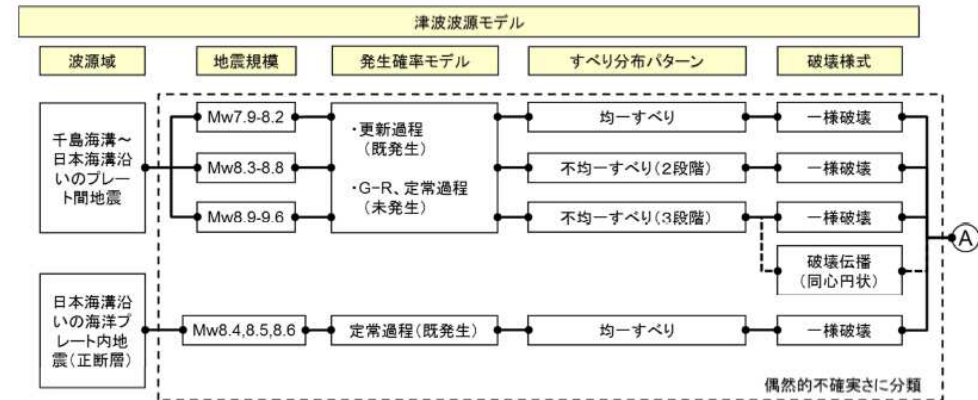 津波波源モデル
波源域
地震規模
発生確率モデル
すべり分布パターン
破壊様式
千島海溝～
日本海溝沿
いのプレー
ト間地震
Mw7.9-8.2
Mw8.3-8.8
Mw8.9-9.6
・更新過程
(既発生)
・G-R、定常過程
(未発生)
均一すべり
一様破壊
不均一すべり(2段階)
一様破壊
不均一すべり(3段階)
一様破壊
破壊伝播
(同心円状)
A
日本海溝沿
いの海洋プ
レート内地
震(正断層)
Mw8.4,8.5,8.6
定常過程(既発生)
均一すべり
一様破壊
偶然的不確実さに分類